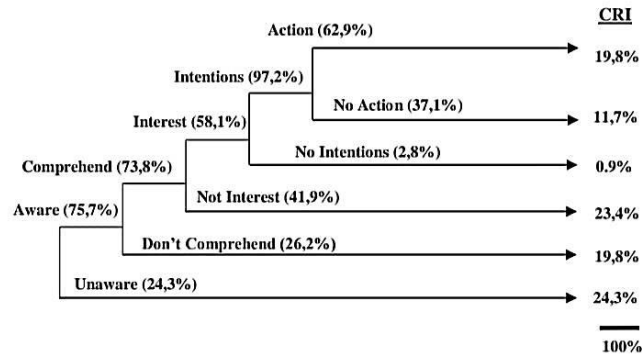 CRI
Action (62,9%)
19,8%
Intentions (97,2%)
No Action (37,1%)
11,7%
Interest (58,1%)
No Intentions (2,8%)
0.9%
Comprehend (73,8%)
Not Interest (41,9%)
23,4%
Aware (75,7%)
Don't Comprehend (26,2%)
19,8%
Unaware (24,3%)
24,3%
100%